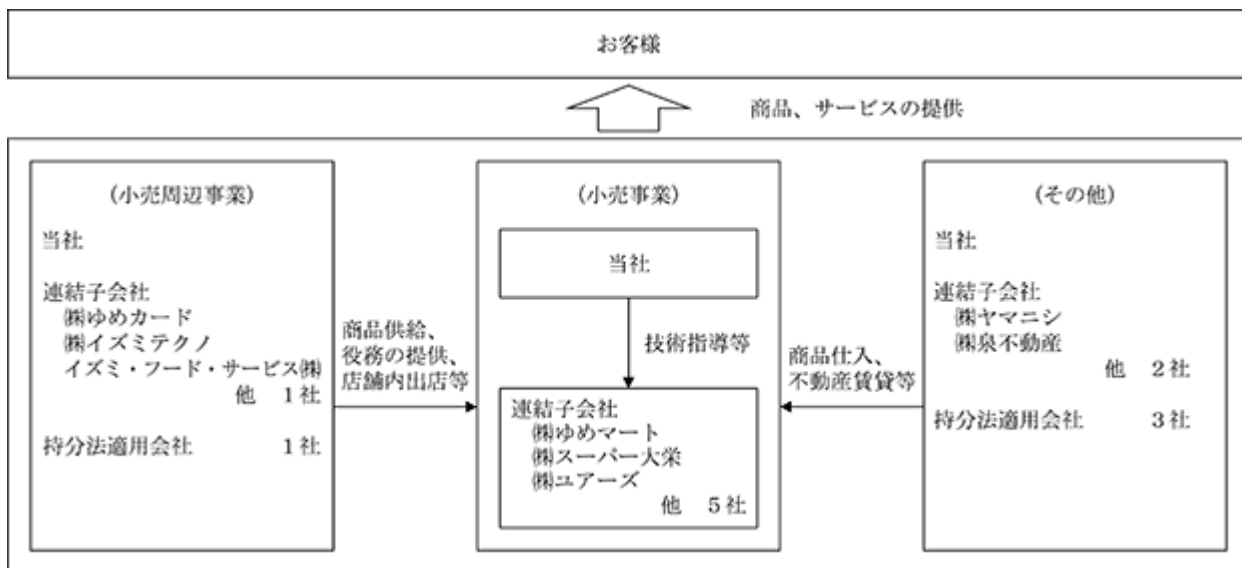 お客様
商品、サービスの提供
(小売周辺事業)
当社
連結子会社
㈱ゆめカード
㈱イズミテクノ
イズミ・フード・サービス㈱
他 1社
持分法適用会社 1社
商品供給、
役務の提供、
店舗内出店等
(小売事業)
当社
技術指導等
連結子会社
㈱ゆめマート
㈱スーパー大栄
㈱ユアーズ
他 5社
商品仕入、
不動産賃貸等
(その他)
当社
連結子会社
㈱ヤマニシ
㈱泉不動産
他 2社
持分法適用会社 3社